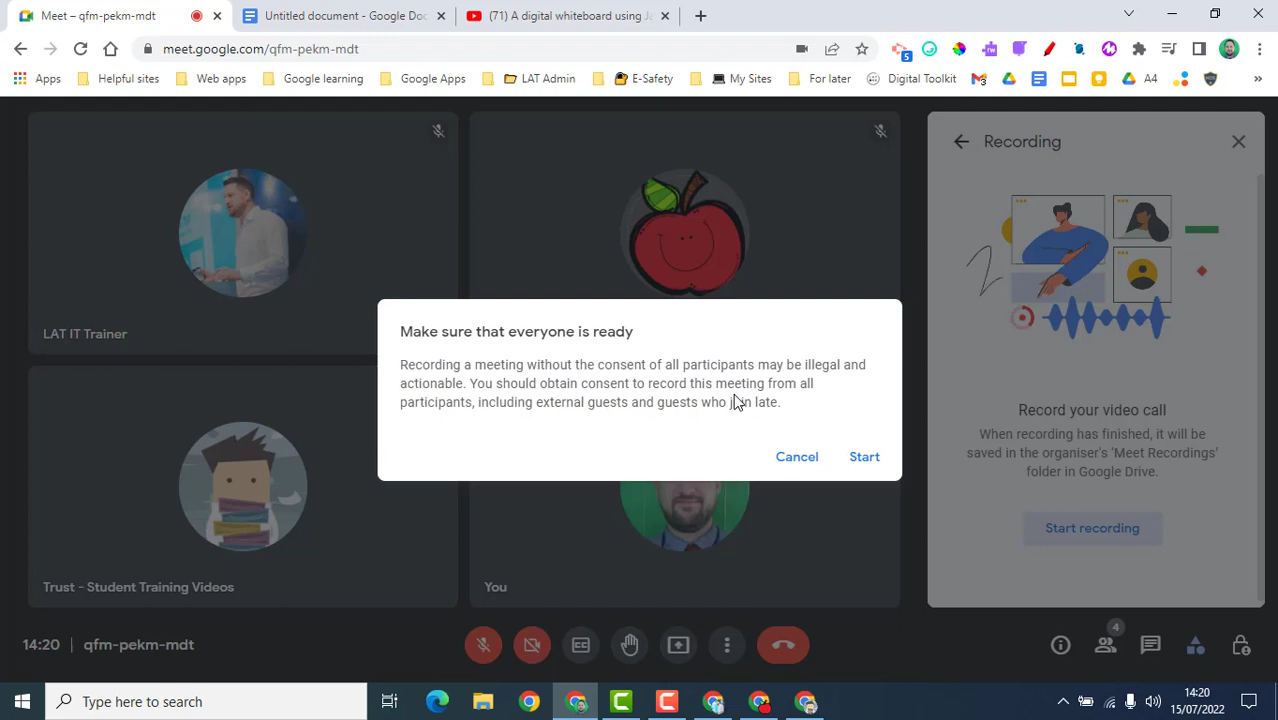 Meet – qfm-pekm-mdt
Untitled document - Google Doc
(71) A digital whiteboard using Ja
meet.google.com/qfm-pekm-mdt
5
Apps
Helpful sites
Web apps
Google learning
Google Apps
LAT Admin
E-Safety
My Sites
For later
Digital Toolkit
A4
»
LAT IT Trainer
Trust - Student Training Videos
You
Make sure that everyone is ready
Recording a meeting without the consent of all participants may be illegal and
actionable. You should obtain consent to record this meeting from all
participants, including external guests and guests who join late.
Cancel
Start
Recording
2
Record your video call
When recording has finished, it will be
saved in the organiser's 'Meet Recordings'
folder in Google Drive.
Start recording
14:20 | qfm-pekm-mdt
4
Type here to search
14:20
15/07/2022